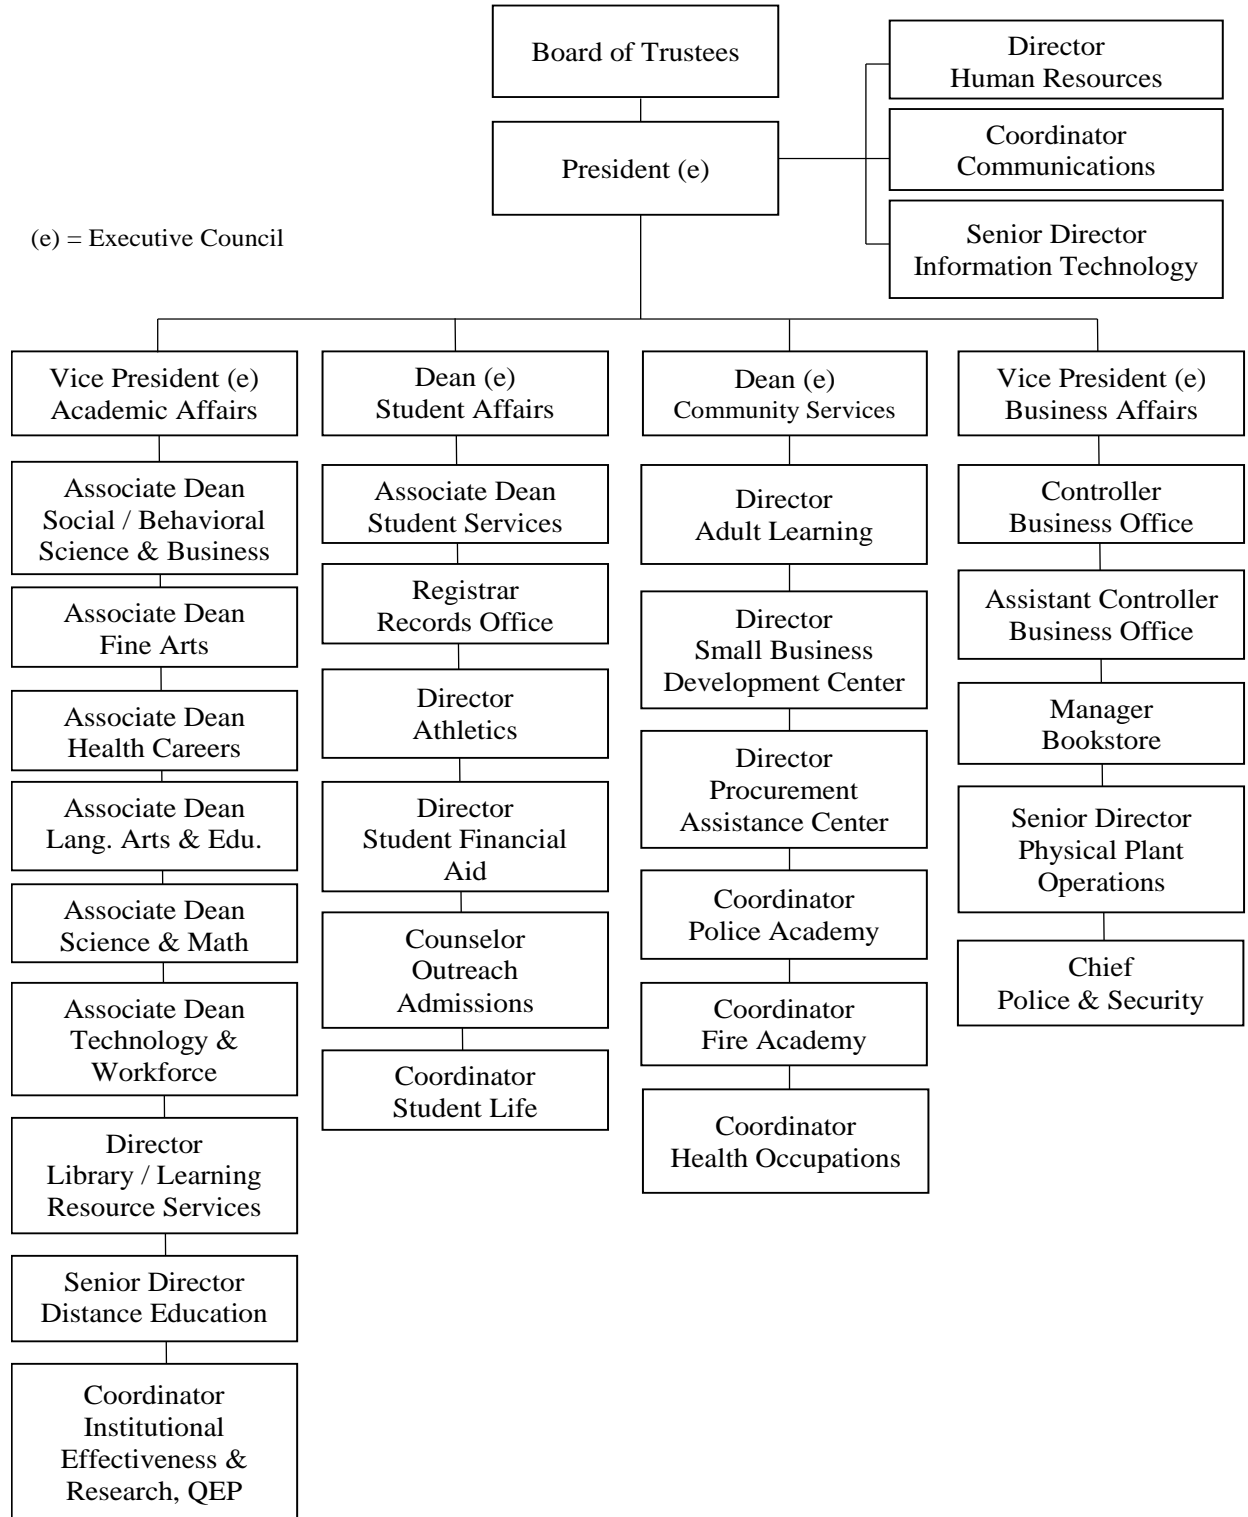 Board of Trustees
President (e)
Director
Human Resources
Coordinator
Communications
Senior Director
Information Technology
(e) = Executive Council
Vice President (e)
Academic Affairs
Associate Dean
Social / Behavioral
Science & Business
Associate Dean
Fine Arts
Associate Dean
Health Careers
Associate Dean
Lang. Arts & Edu.
Associate Dean
Science & Math
Associate Dean
Technology &
Workforce
Director
Library / Learning
Resource Services
Senior Director
Distance Education
Coordinator
Institutional
Effectiveness &
Research, QEP
Dean (e)
Student Affairs
Associate Dean
Student Services
Registrar
Records Office
Director
Athletics
Director
Student Financial
Aid
Counselor
Outreach
Admissions
Coordinator
Student Life
Dean (e)
Community Services
Director
Adult Learning
Director
Small Business
Development Center
Director
Procurement
Assistance Center
Coordinator
Police Academy
Coordinator
Fire Academy
Coordinator
Health Occupations
Vice President (e)
Business Affairs
Controller
Business Office
Assistant Controller
Business Office
Manager
Bookstore
Senior Director
Physical Plant
Operations
Chief
Police & Security